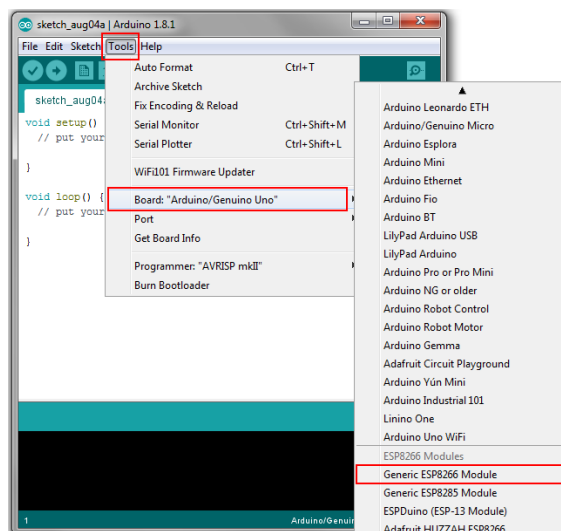 sketch_aug04a | Arduino 1.8.1
File Edit Sketch Tools Help
sketch_aug04
void setup()
// put your
}
void loop() {
// put your
}
Auto Format Ctrl+T
Archive Sketch
Fix Encoding & Reload
Serial Monitor Ctrl+Shift+M
Serial Plotter Ctrl+Shift+L
WiFi101 Firmware Updater
Board: "Arduino/Genuino Uno"
Port
Get Board Info
Programmer: "AVRISP mkII"
Burn Bootloader
Arduino Leonardo ETH
Arduino/Genuino Micro
Arduino Esplora
Arduino Mini
Arduino Ethernet
Arduino Fio
Arduino BT
LilyPad Arduino USB
LilyPad Arduino
Arduino Pro or Pro Mini
Arduino NG or older
Arduino Robot Control
Arduino Robot Motor
Arduino Gemma
Adafruit Circuit Playground
Arduino Yún Mini
Arduino Industrial 101
Linino One
Arduino Uno WiFi
ESP8266 Modules
Generic ESP8266 Module
Generic ESP8285 Module
ESPDuino (ESP-13 Module)
Adafruit HUZZAH ESP8266
1 Arduino/Genui